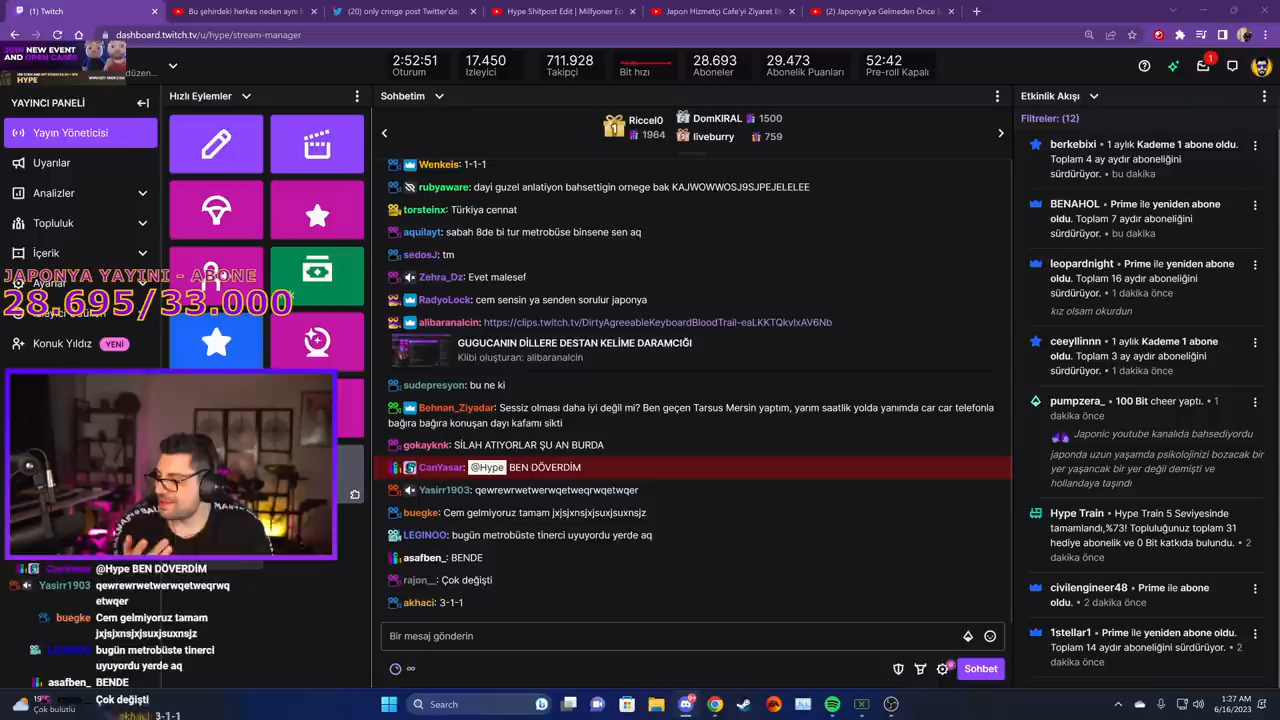 (1) Twitch
Bu şehirdeki herkes neden aynı
(20) only cringe post Twitter'da:
Hype Shitpost Edit | Milfyoner E
Japon Hizmetçi Cafe'yi Ziyaret E
(2) Japonya'ya Gelmeden Önce
dashboard.twitch.tv/u/hype/stream-manager
JOIN NEW EVENT
AND OPEN CASE
HYPE
düzen...
2:52:51
Oturum
17.450
İzleyici
711.928
Takipçi
Bit hızı
28.693
Aboneler
29.473
Abonelik Puanları
52:42
Pre-roll Kapalı
1
YAYINCI PANELİ
Yayın Yöneticisi
Uyarılar
Analizler
Topluluk
İçerik
Ayarlar
Konuk Yıldız YENİ
JAPONYA YAYINI - ABONE
28.695/33.000
Hızlı Eylemler
Sohbetim
1
Riccel0
1964
DomKIRAL 1500
liveburry 759
Wenkeis: 1-1-1
rubyaware: dayi guzel anlatiyon bahsettigin ornege bak KAJWOWWOSJ9SJPEJELELEE
torsteinx: Türkiya cennat
aquilayt: sabah 8de bi tur metrobüse binsene sen aq
sedosJ: tm
Zehra_Dz: Evet malesef
RadyoLock: cem sensin ya senden sorulur japonya
alibaranalcin: https://clips.twitch.tv/DirtyAgreeableKeyboardBloodTrail-eaLKKTQkvIxAV6Nb
GUGUCANIN DİLLERE DESTAN KELİME DARAMCIĞI
Klibi oluşturan: alibaranalcin
sudepresyon: bu ne ki
Behnan_Ziyadar: Sessiz olması daha iyi değil mi? Ben geçen Tarsus Mersin yaptım, yarım saatlik yolda yanımda car car telefonla
bağıra bağıra konuşan dayı kafamı sikti
gokayknk: SİLAH ATIYORLAR ŞU AN BURDA
CanYasar: @Hype BEN DÖVERDİM
Yasirr1903: qewrewrwetwerwqetweqrwqetwqer
buegke: Cem gelmiyoruz tamam jxjsjxnsjxjsuxjsuxnsjz
LEGINOO: bugün metrobüste tinerci uyuyordu yerde aq
asafben_: BENDE
rajon__: Çok değişti
akhaci: 3-1-1
Bir mesaj gönderin
Sohbet
Etkinlik Akışı
Filtreler: (12)
berkebixi • 1 aylık Kademe 1 abone oldu.
Toplam 4 ay aydır aboneliğini
sürdürüyor. • bu dakika
BENAHOL • Prime ile yeniden abone
oldu. Toplam 7 aydır aboneliğini
sürdürüyor. • bu dakika
leopardnight • Prime ile yeniden abone
oldu. Toplam 16 aydır aboneliğini
sürdürüyor. • 1 dakika önce
kız olsam okurdun
ceeyllinnn • 1 aylık Kademe 1 abone
oldu. Toplam 3 ay aydır aboneliğini
sürdürüyor. • 1 dakika önce
pumpzera_ • 100 Bit cheer yaptı. • 1
dakika önce
Japonic youtube kanalıda bahsediyordu
japonda uzun yaşamda psikolojinizi bozacak bir
yer yaşarıcak bir yer değil demişti ve
hollandaya taşındı
Hype Train • Hype Train 5 Seviyesinde
tamamlandı,%73! Topluluğunuz toplam 31
hediye abonelik ve 0 Bit katkıda bulundu. • 2
dakika önce
civilengineer48 • Prime ile abone
oldu. • 2 dakika önce
1stellar1 • Prime ile yeniden abone oldu.
Toplam 14 aydır aboneliğini sürdürüyor. • 2
dakika önce
@Hype BEN DÖVERDİM
Yasirr1903 qewrewrwetwerwqetweqrwq
etwqer
buegke Cem gelmiyoruz tamam
jxjsjxnsjxjsuxjsuxnsjz
LEGINOO bugün metrobüste tinerci
uyuyordu yerde aq
asafben_ BENDE
Çok değişti
3-1-1
Çok bulutlu
Search
1:27 AM
6/16/2023